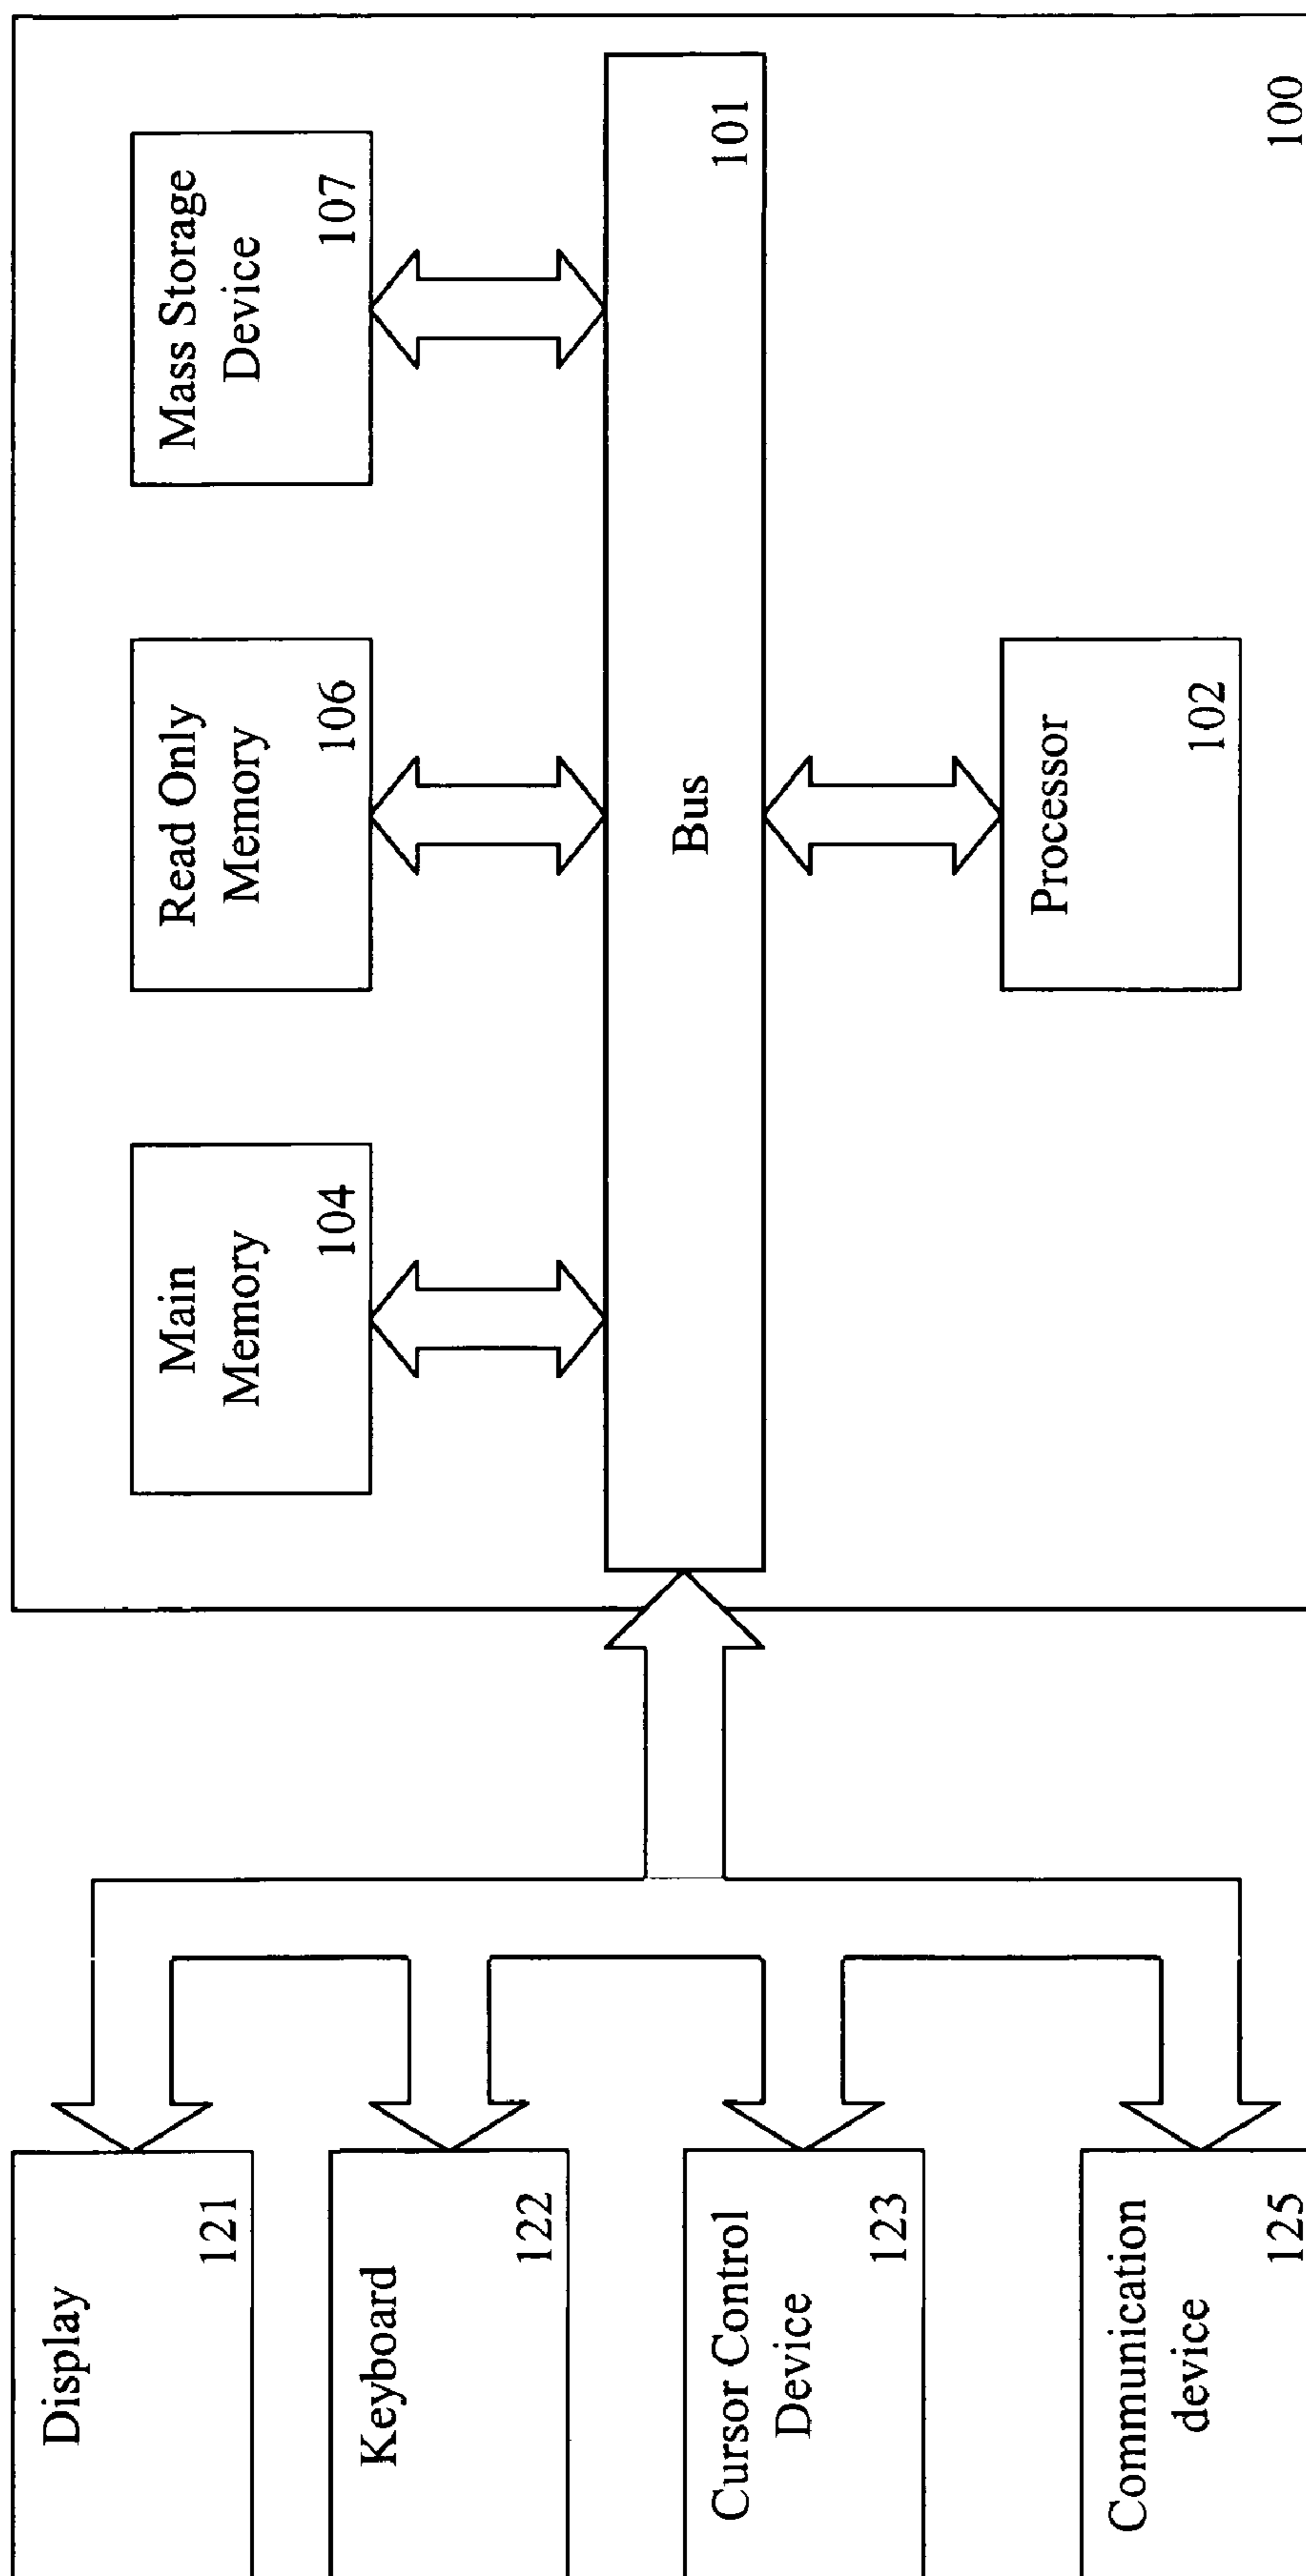 Display
121
Keyboard
122
Cursor Control
Device
123
Communication
device
125
Main
Memory
104
Read Only
Memory
106
Mass Storage
Device
107
Bus
101
Processor
102
100